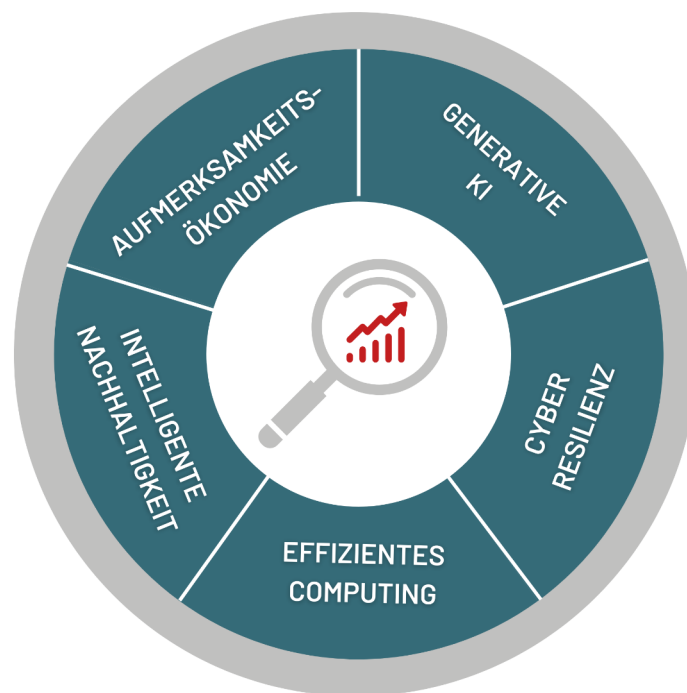 AUFMERKSAMKEITS-
ÖKONOMIE
GENERATIVE
KI
CYBER
RESILIENZ
EFFIZIENTES
COMPUTING
INTELLIGENTE
NACHHALTIGKEIT